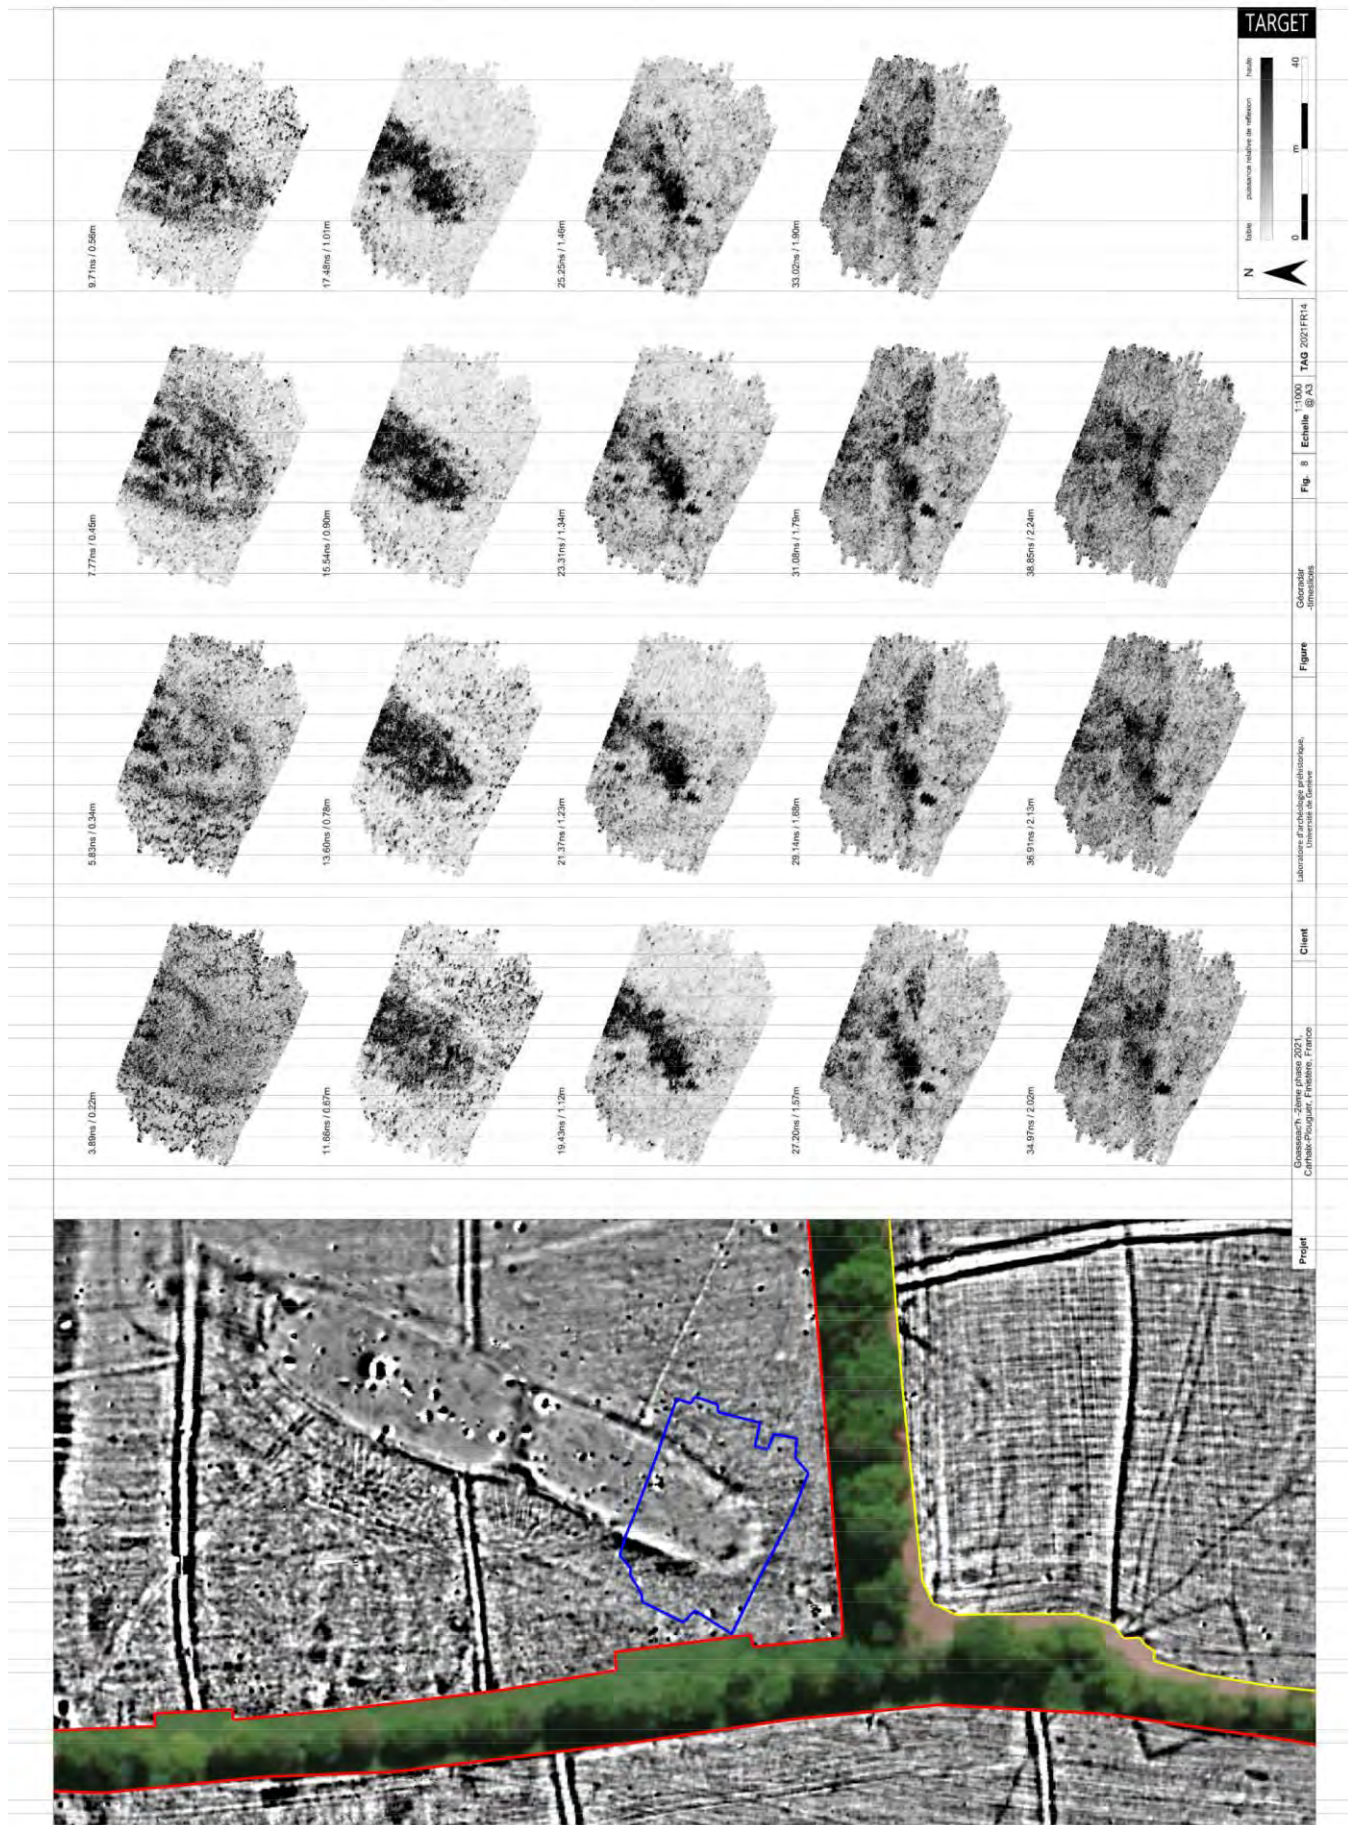 3.89ns / 0.22m
5.83ns / 0.34m
7.77ns / 0.45m
9.71ns / 0.56m
11.66ns / 0.67m
13.60ns / 0.78m
15.54ns / 0.90m
17.48ns / 1.01m
19.43ns / 1.12m
21.37ns / 1.23m
23.31ns / 1.34m
25.25ns / 1.46m
27.20ns / 1.57m
29.14ns / 1.68m
31.08ns / 1.79m
33.02ns / 1.90m
34.97ns / 2.02m
36.91ns / 2.13m
38.85ns / 2.24m
TARGET
faible puissance relative de réflexion haute
N
0 m 40
Projet
Goasseac'h -2ème phase 2021,
Carhaix-Plouguer, Finistère, France
Client
Laboratoire d'archéologie préhistorique,
Université de Genève
Figure
Géoradar
-timeslices
Fig. 8
Echelle 1:1000
@ A3
TAG 2021FR14